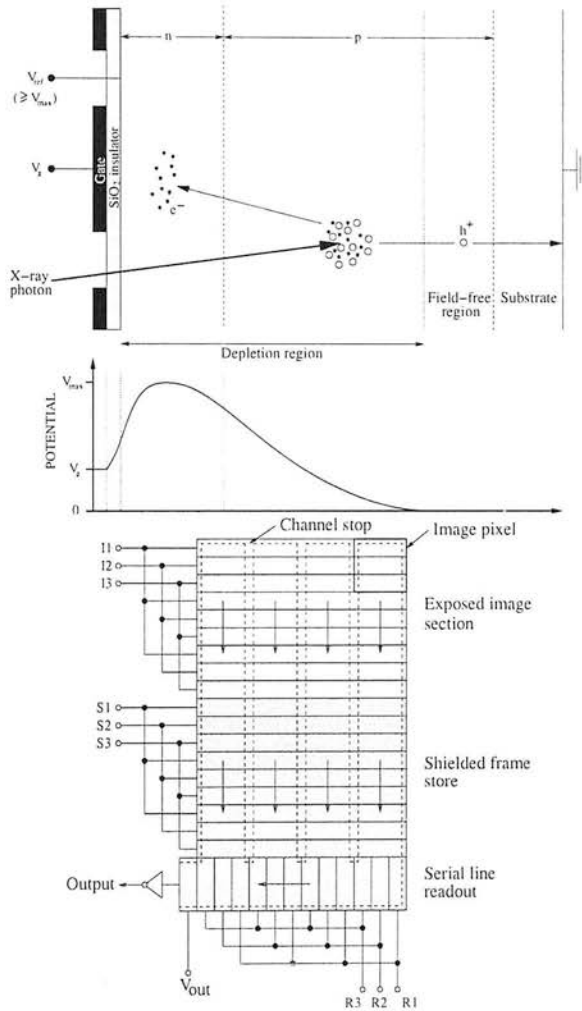 n
p
V_ref
(≥ V_max)
V_g
Gate
SiO2 insulator
e−
h+
X−ray
photon
Field−free
region
Substrate
Depletion region
POTENTIAL
V_max
V_g
0
Channel stop
Image pixel
I1
I2
I3
Exposed image
section
S1
S2
S3
Shielded frame
store
Serial line
readout
Output
Vout
R3
R2
R1